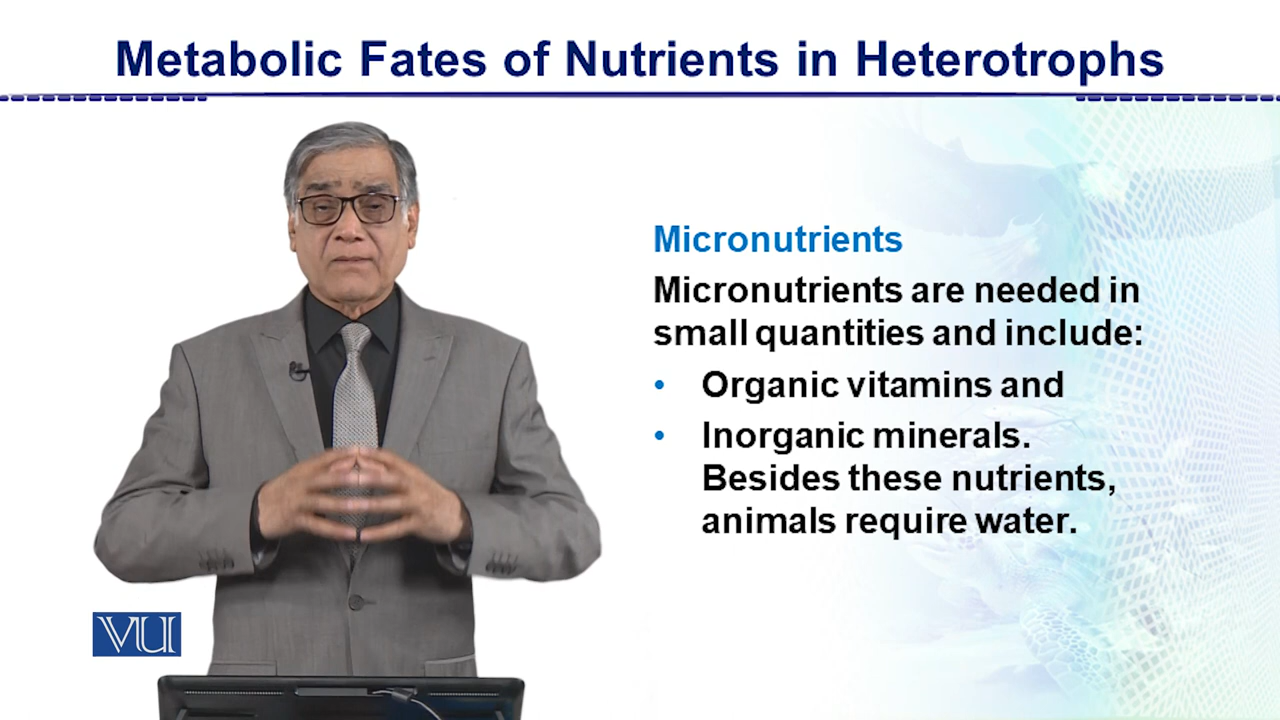 Metabolic Fates of Nutrients in Heterotrophs
Micronutrients
Micronutrients are needed in
small quantities and include:
• Organic vitamins and
• Inorganic minerals.
Besides these nutrients,
animals require water.
VU